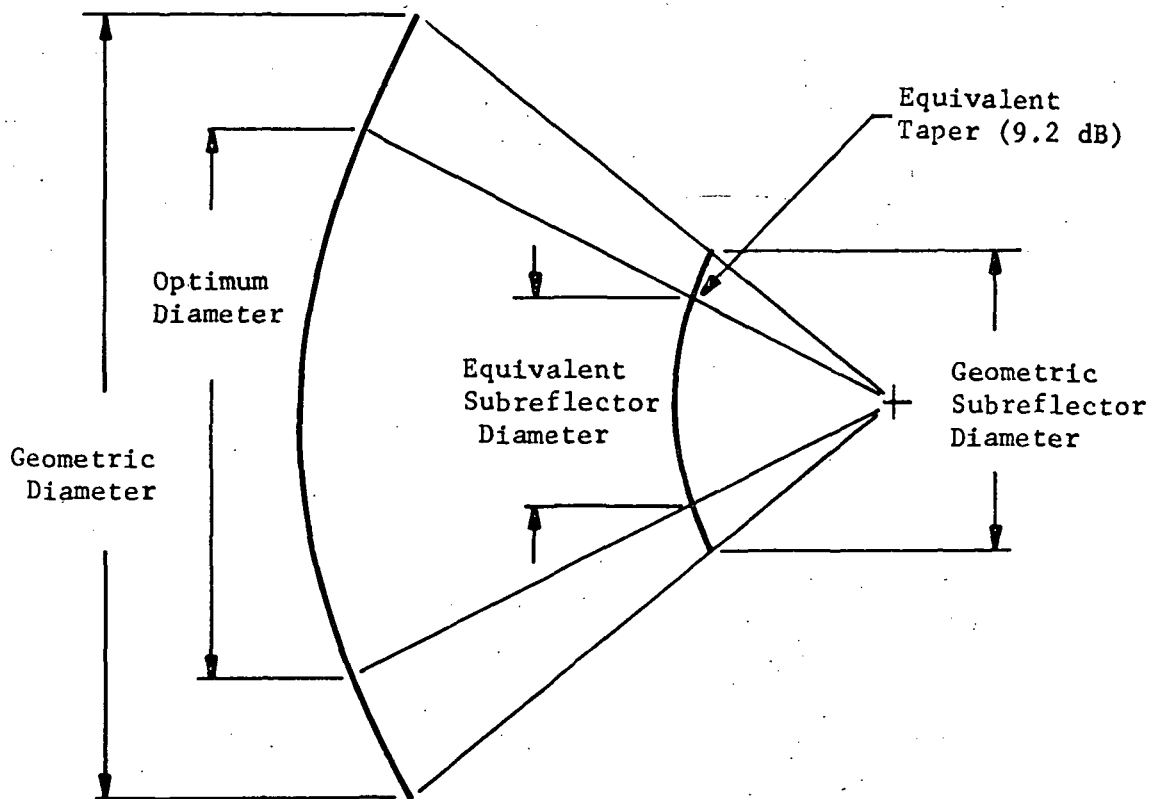 Equivalent
Taper (9.2 dB)
Optimum
Diameter
Equivalent
Subreflector
Diameter
Geometric
Subreflector
Diameter
Geometric
Diameter